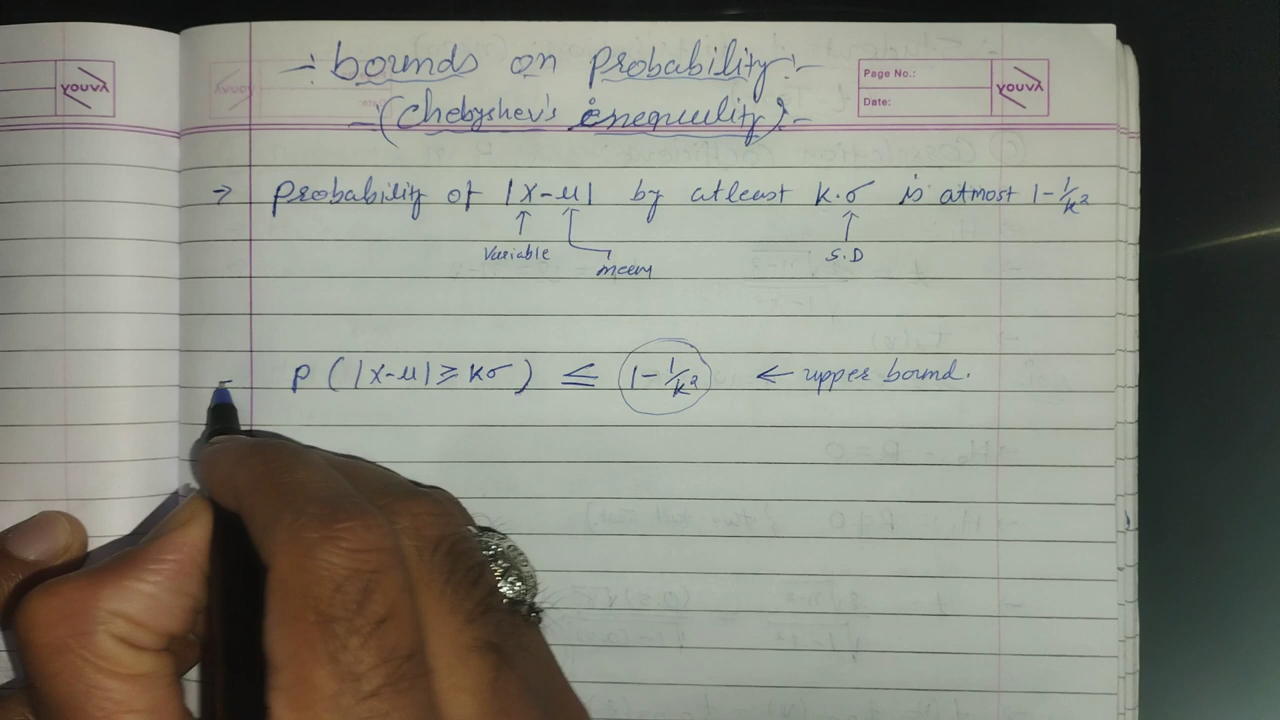 -: bounds on probability :-
-(Chebyshev's inequulity):-
youva
Page No.:
Date:
youva
→ probability of |X-μ| by atleast k.σ is atmost 1-1/k²
↑ variable
mean
↑ S.D
- P (|X-μ| ≥ kσ) ≤ 1-1/k² ← upper bound.